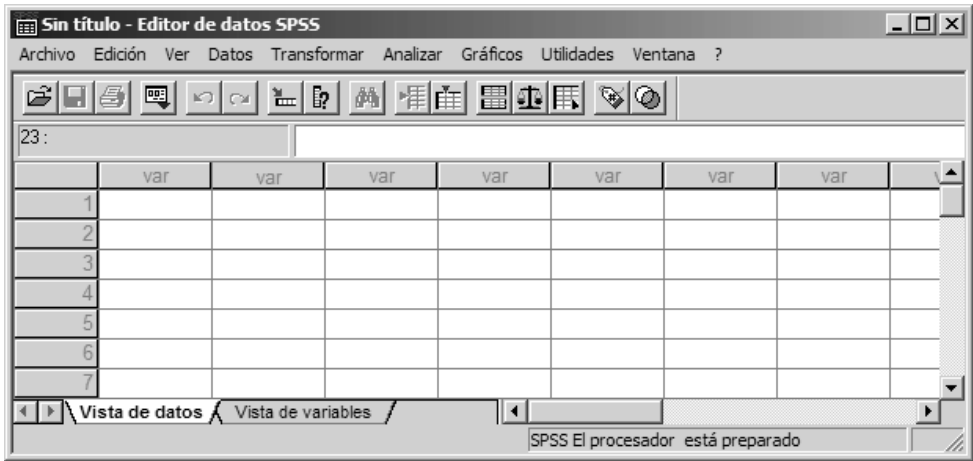 Sin título - Editor de datos SPSS
Archivo Edición Ver Datos Transformar Analizar Gráficos Utilidades Ventana ?
23 :
var var var var var var var
1
2
3
4
5
6
7
Vista de datos Vista de variables
SPSS El procesador está preparado